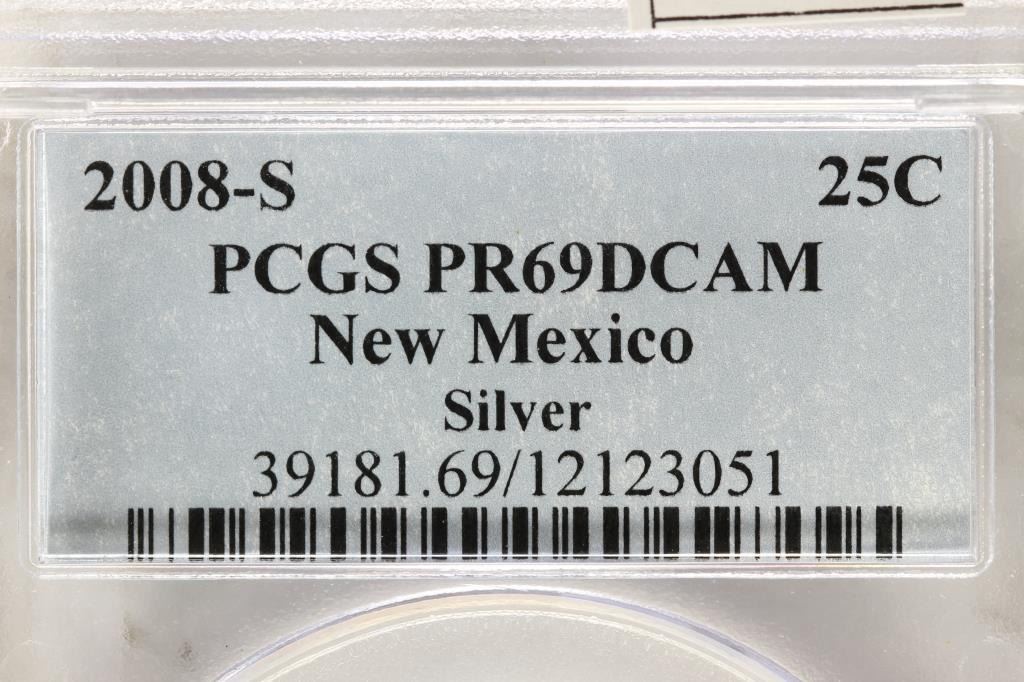 2008-S 25C
PCGS PR69DCAM
New Mexico
Silver
39181.69/12123051